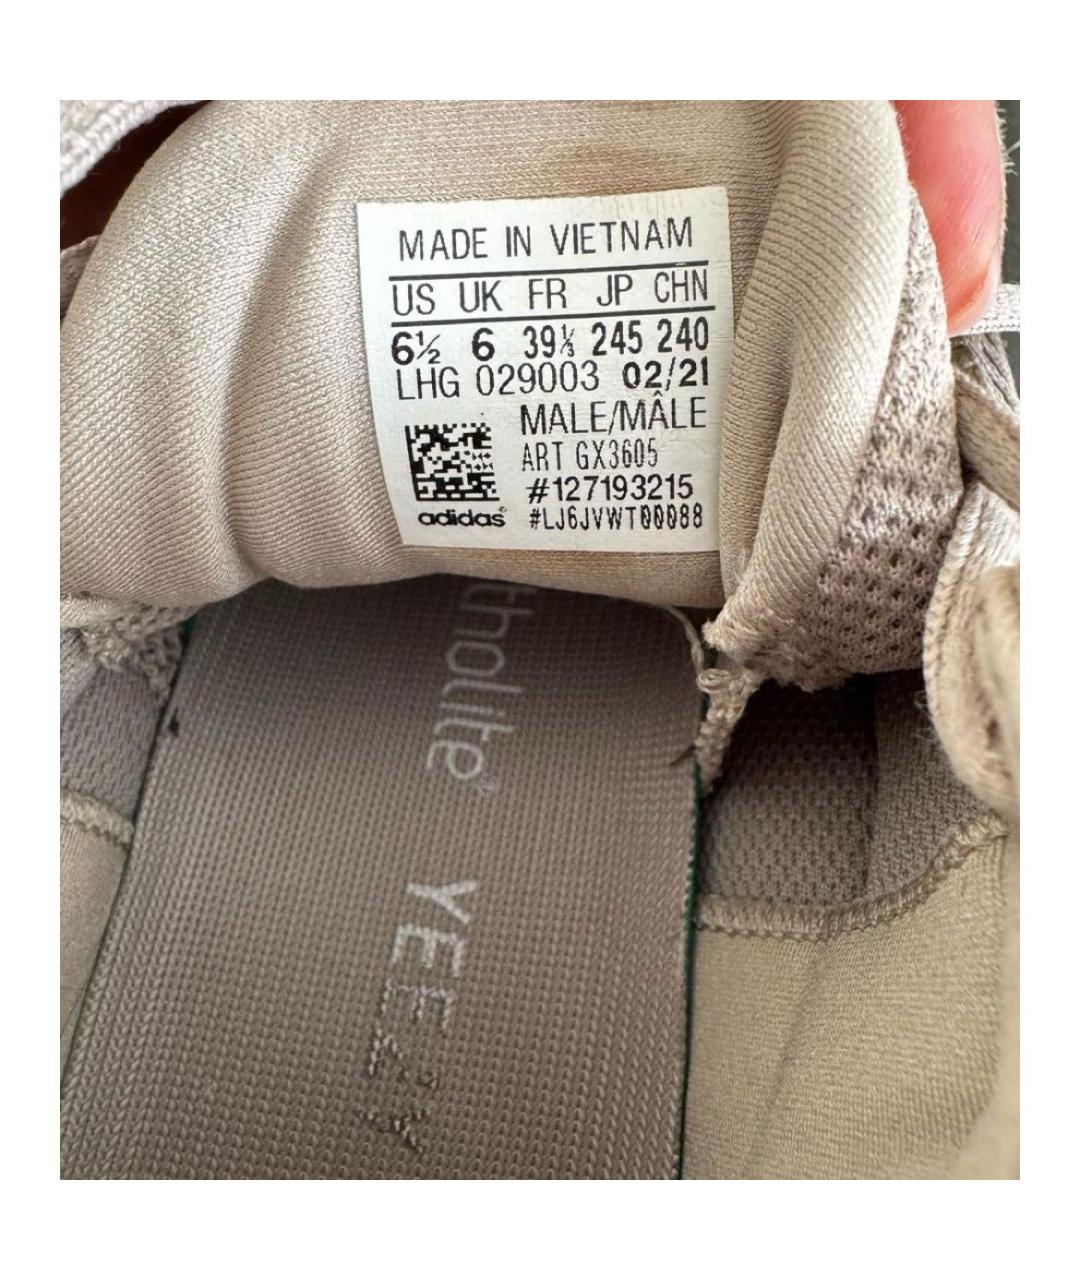 MADE IN VIETNAM
US UK FR JP CHN
6½ 6 39⅓ 245 240
LHG 029003 02/21
MALE/MÂLE
ART GX3605
#127193215
adidas® #LJ6JVWT00088
tholite®
YEEZY